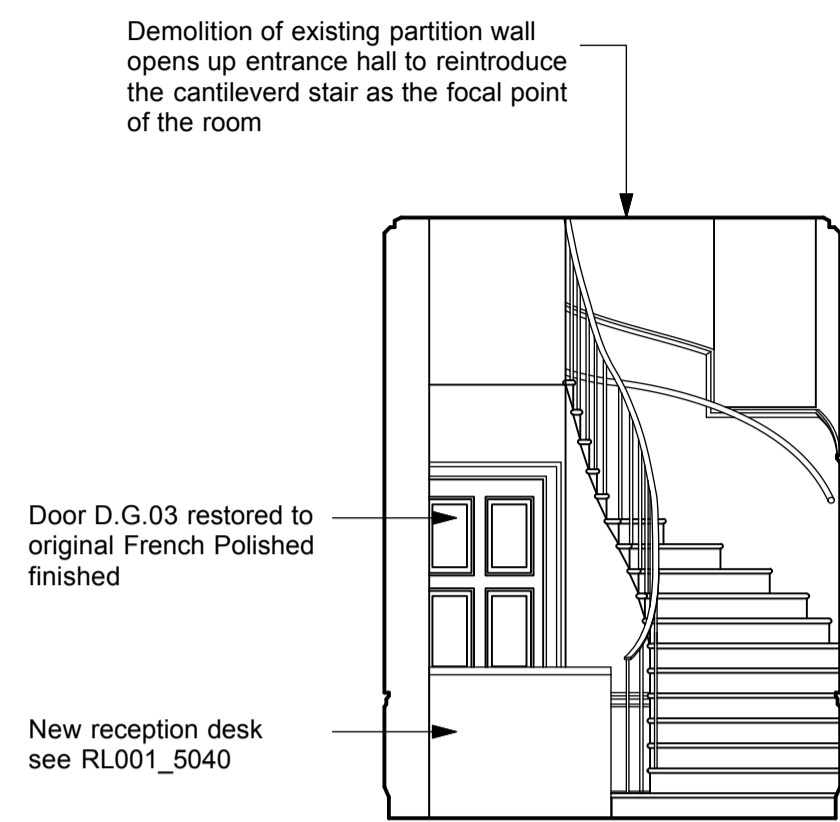 Demolition of existing partition wall
opens up entrance hall to reintroduce
the cantileverd stair as the focal point
of the room
Door D.G.03 restored to
original French Polished
finished
New reception desk
see RL001_5040